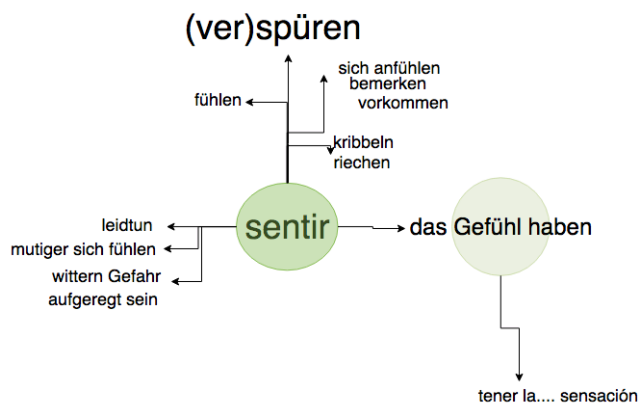 (ver)spüren
sich anfühlen
bemerken
vorkommen
fühlen
kribbeln
riechen
leidtun
mutiger sich fühlen
wittern Gefahr
aufgeregt sein
sentir
das Gefühl haben
tener la.... sensación